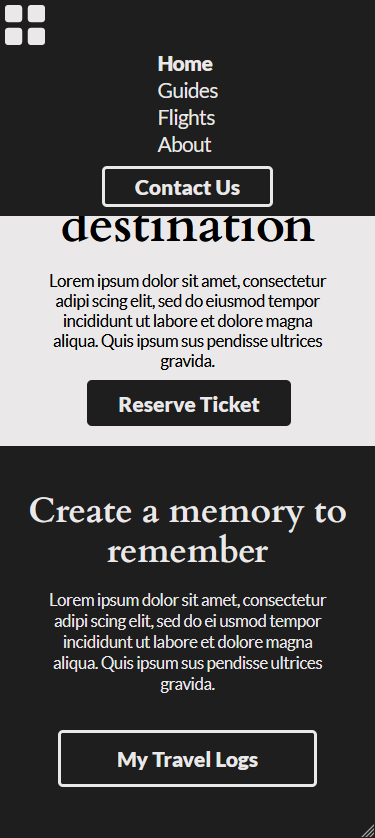 Home
Guides
Flights
About
Contact Us
destination
Lorem ipsum dolor sit amet, consectetur
adipi scing elit, sed do eiusmod tempor
incididunt ut labore et dolore magna
aliqua. Quis ipsum sus pendisse ultrices
gravida.
Reserve Ticket
Create a memory to
remember
Lorem ipsum dolor sit amet, consectetur
adipi scing elit, sed do ei usmod tempor
incididunt ut labore et dolore magna
aliqua. Quis ipsum sus pendisse ultrices
gravida.
My Travel Logs